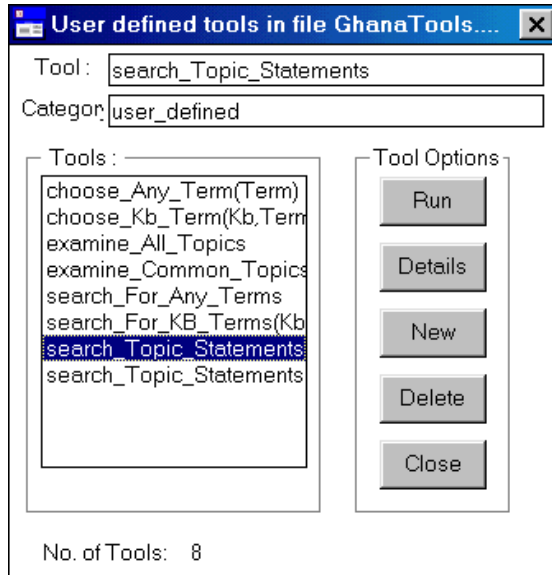 User defined tools in file GhanaTools....
Tool :
search_Topic_Statements
Categor
user_defined
Tools :
choose_Any_Term(Term)
choose_Kb_Term(Kb,Term
examine_All_Topics
examine_Common_Topics
search_For_Any_Terms
search_For_KB_Terms(Kb
search_Topic_Statements
search_Topic_Statements
Tool Options
Run
Details
New
Delete
Close
No. of Tools: 8